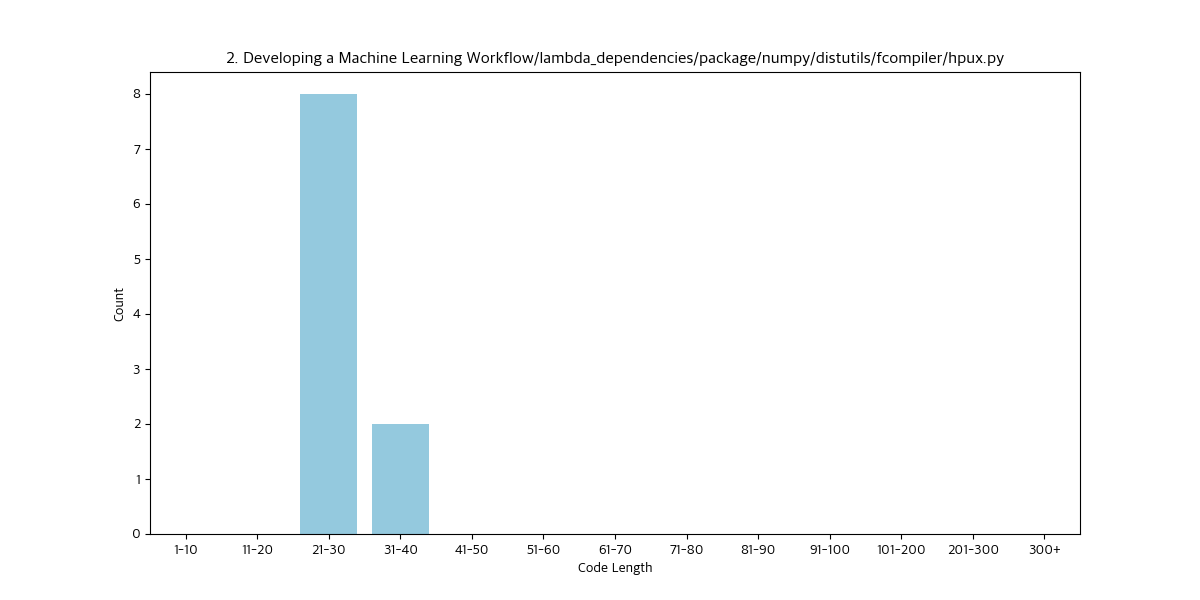 2. Developing a Machine Learning Workflow/lambda_dependencies/package/numpy/distutils/fcompiler/hpux.py
8
7
6
5
4
3
2
1
0
Count
1-10 11-20 21-30 31-40 41-50 51-60 61-70 71-80 81-90 91-100 101-200 201-300 300+
Code Length